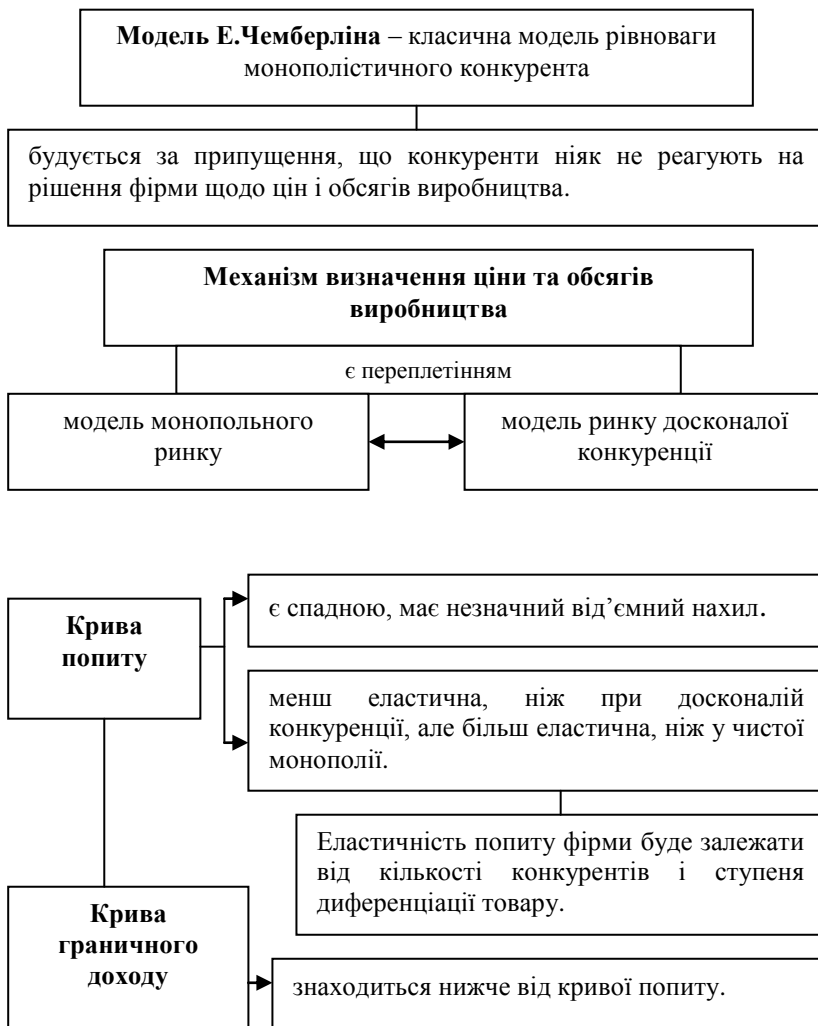 Модель Е.Чемберліна – класична модель рівноваги
монополістичного конкурента
будується за припущення, що конкуренти ніяк не реагують на
рішення фірми щодо цін і обсягів виробництва.
Механізм визначення ціни та обсягів
виробництва
є переплетінням
модель монопольного
ринку
модель ринку досконалої
конкуренції
Крива
попиту
є спадною, має незначний від’ємний нахил.
менш еластична, ніж при досконалій
конкуренції, але більш еластична, ніж у чистої
монополії.
Еластичність попиту фірми буде залежати
від кількості конкурентів і ступеня
диференціації товару.
Крива
граничного
доходу
знаходиться нижче від кривої попиту.